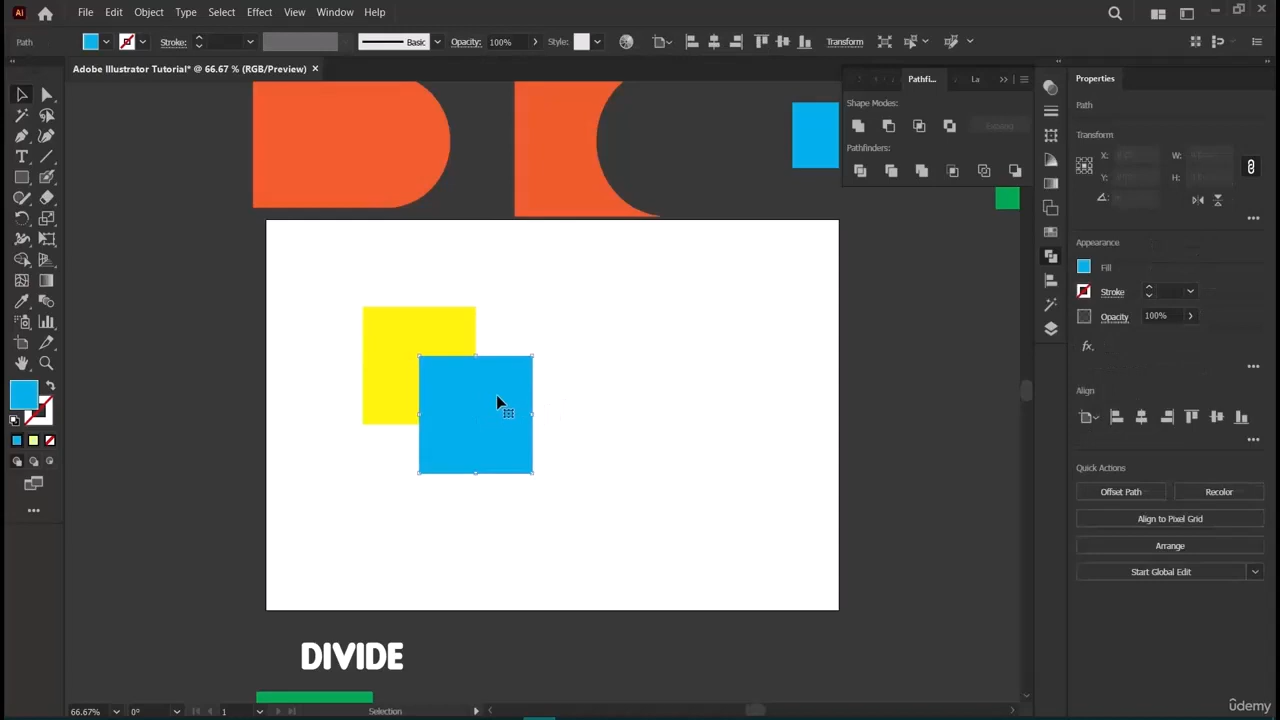 Ai File Edit Object Type Select Effect View Window Help
Path Stroke: Basic Opacity: 100% Style: Transform
Adobe Illustrator Tutorial* @ 66.67 % (RGB/Preview) ×
Pathfi... La
Properties
Shape Modes:
Path
Expand
Transform
Pathfinders:
X: W:
Y: H:
Appearance
Fill
Stroke
Opacity 100%
fx.
Align
Quick Actions
Offset Path Recolor
Align to Pixel Grid
Arrange
Start Global Edit
DIVIDE
66.67% 0° 1 Selection
ûdemy